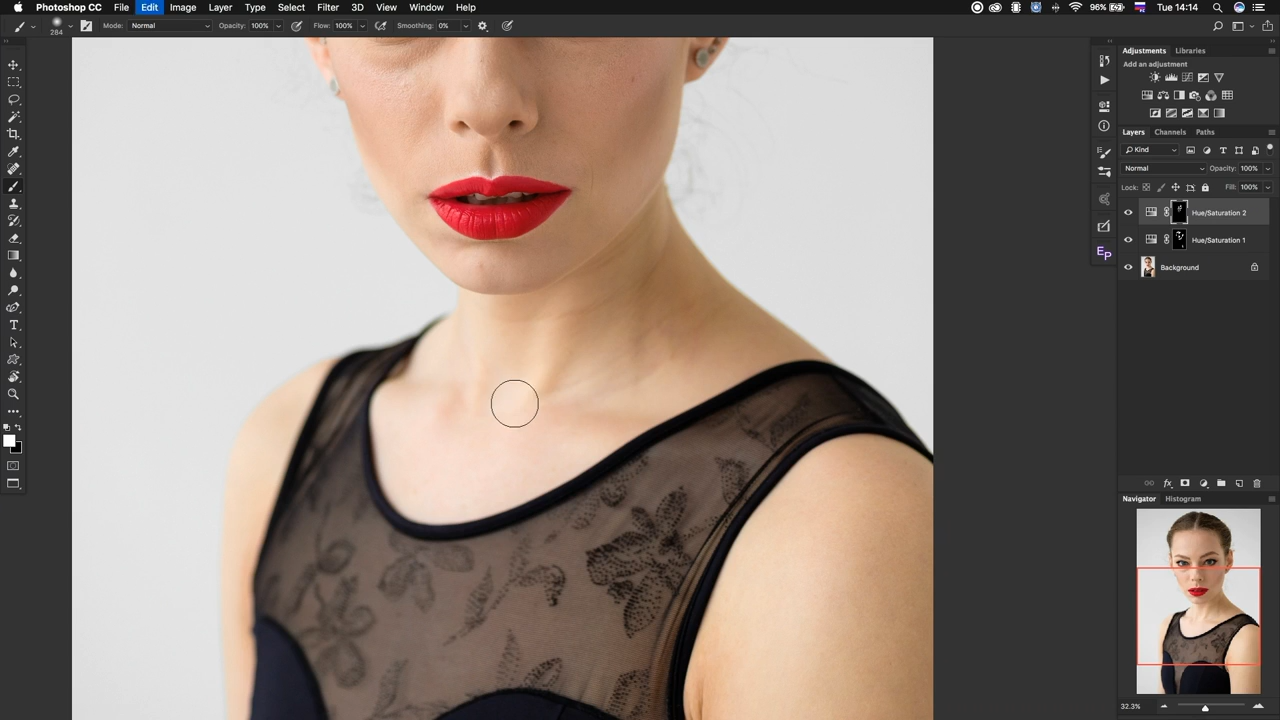 Photoshop CC File Edit Image Layer Type Select Filter 3D View Window Help 96% Tue 14:14
284 Mode: Normal Opacity: 100% Flow: 100% Smoothing: 0%
Adjustments Libraries
Add an adjustment
Layers Channels Paths
Kind
Normal Opacity: 100%
Lock: Fill: 100%
Hue/Saturation 2
Hue/Saturation 1
EP
Background
fx
Navigator Histogram
32.3%